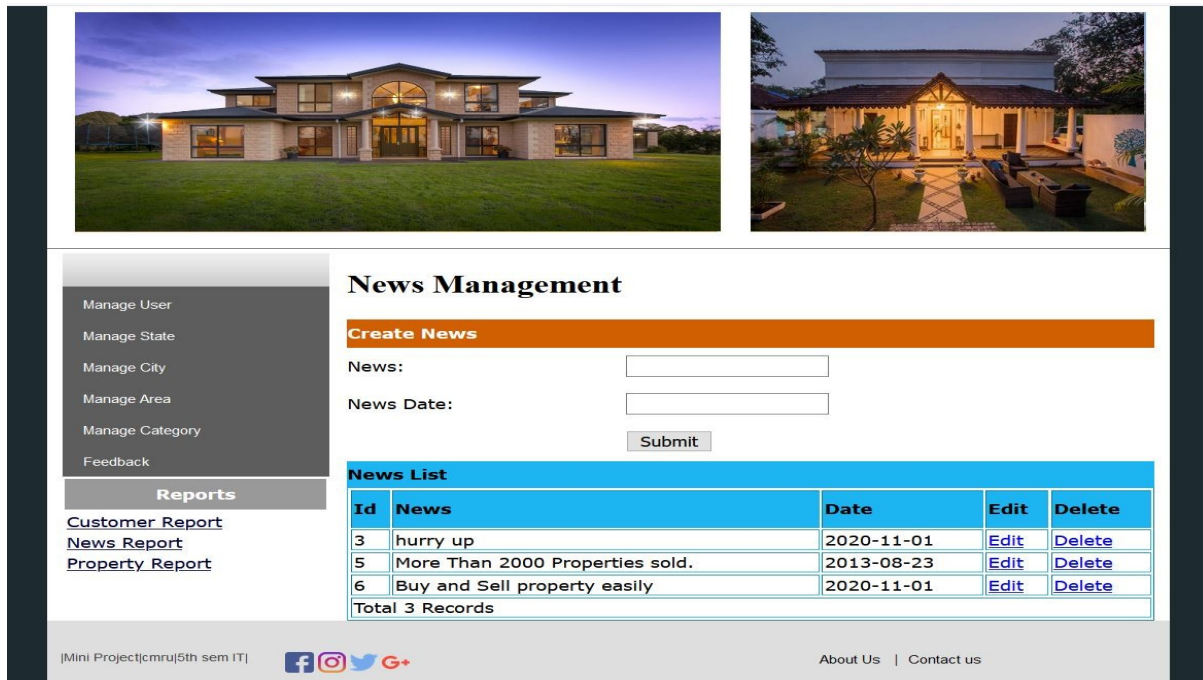 Manage User
Manage State
Manage City
Manage Area
Manage Category
Feedback
Reports
Customer Report
News Report
Property Report
News Management
Create News
News:
News Date:
Submit
News List
Id News Date Edit Delete
3 hurry up 2020-11-01 Edit Delete
5 More Than 2000 Properties sold. 2013-08-23 Edit Delete
6 Buy and Sell property easily 2020-11-01 Edit Delete
Total 3 Records
|Mini Project|cmru|5th sem IT|
f G+
About Us | Contact us